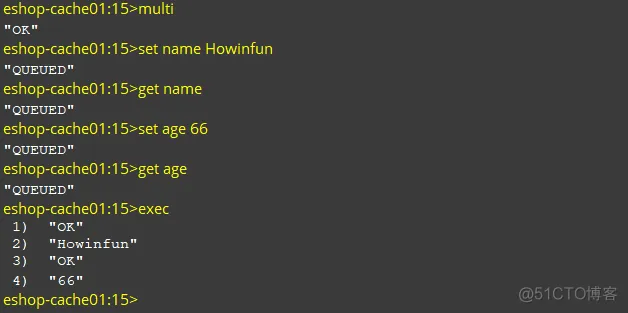 eshop-cache01:15>multi
"OK"
eshop-cache01:15>set name Howinfun
"QUEUED"
eshop-cache01:15>get name
"QUEUED"
eshop-cache01:15>set age 66
"QUEUED"
eshop-cache01:15>get age
"QUEUED"
eshop-cache01:15>exec
1) "OK"
2) "Howinfun"
3) "OK"
4) "66"
eshop-cache01:15>
@51CTO博客